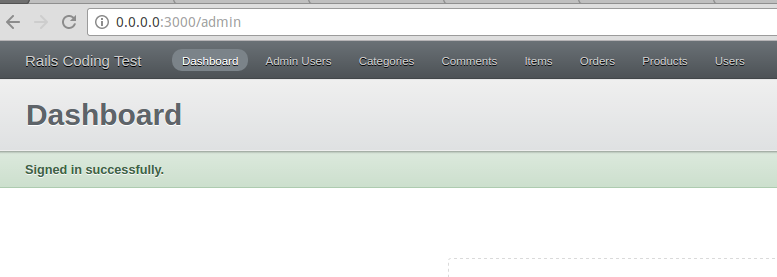 0.0.0.0:3000/admin
Rails Coding Test Dashboard Admin Users Categories Comments Items Orders Products Users
Dashboard
Signed in successfully.